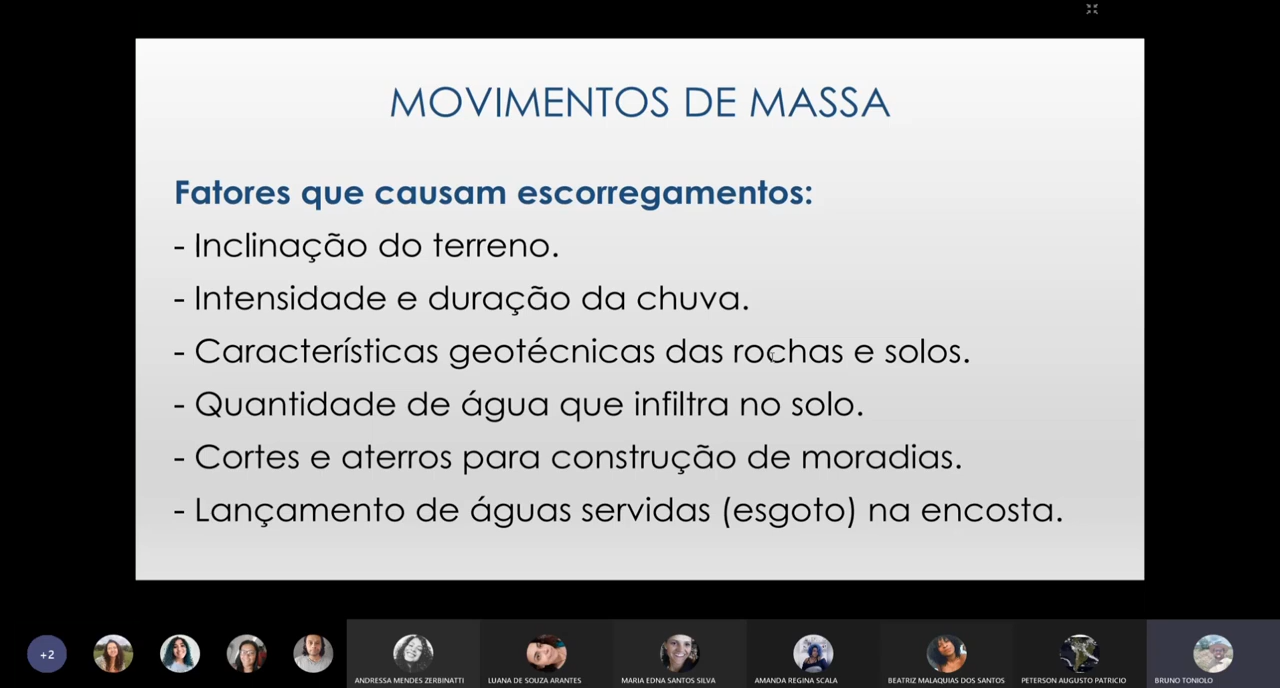 MOVIMENTOS DE MASSA
Fatores que causam escorregamentos:
- Inclinação do terreno.
- Intensidade e duração da chuva.
- Características geotécnicas das rochas e solos.
- Quantidade de água que infiltra no solo.
- Cortes e aterros para construção de moradias.
- Lançamento de águas servidas (esgoto) na encosta.
+2
ANDRESSA MENDES ZERBINATTI
LUANA DE SOUZA ARANTES
MARIA EDNA SANTOS SILVA
AMANDA REGINA SCALA
BEATRIZ MALAQUIAS DOS SANTOS
PETERSON AUGUSTO PATRICIO
BRUNO TONIOLO